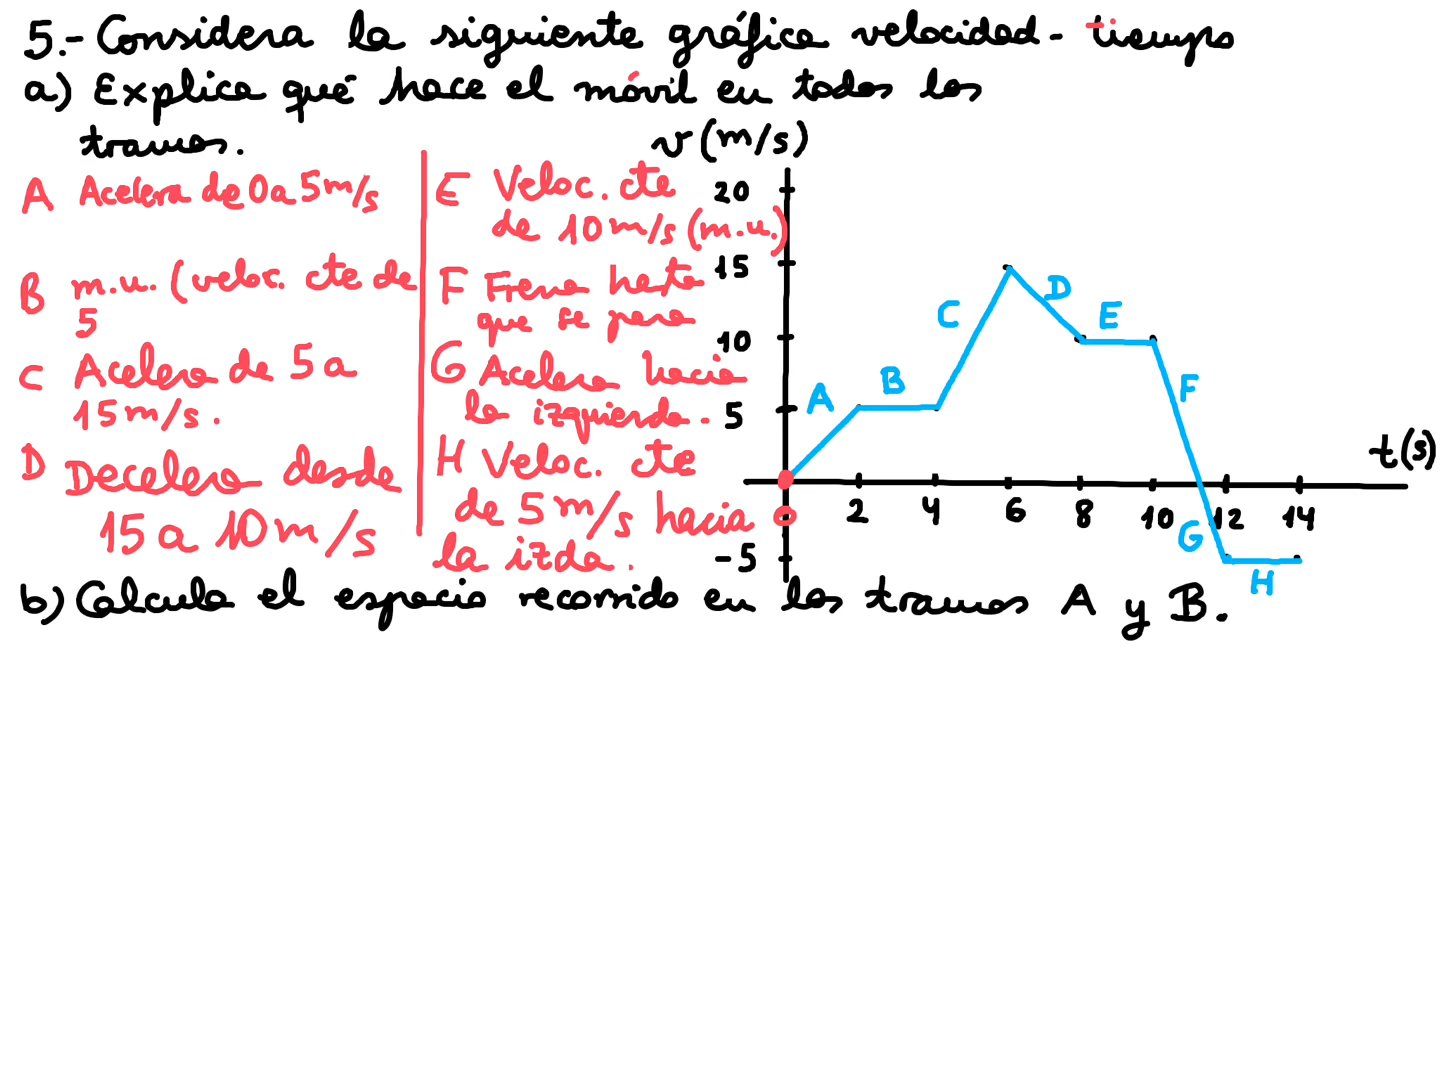 5.- Considera la siguiente gráfica velocidad - tiempo
a) Explica qué hace el móvil en todos los
tramos.
A Acelera de 0 a 5 m/s
B m.u. (veloc. cte de
5
C Acelera de 5 a
15 m/s.
D Decelera desde
15 a 10 m/s
E Veloc. cte
de 10 m/s (m.u.)
F Frena hasta
que se para
G Acelera hacia
la izquierda.
H Veloc. cte
de 5 m/s hacia
la izda.
v (m/s)
20
15
10
5
-5
t(s)
0 2 4 6 8 10 12 14
A B C D E F G H
b) Calcula el espacio recorrido en los tramos A y B.